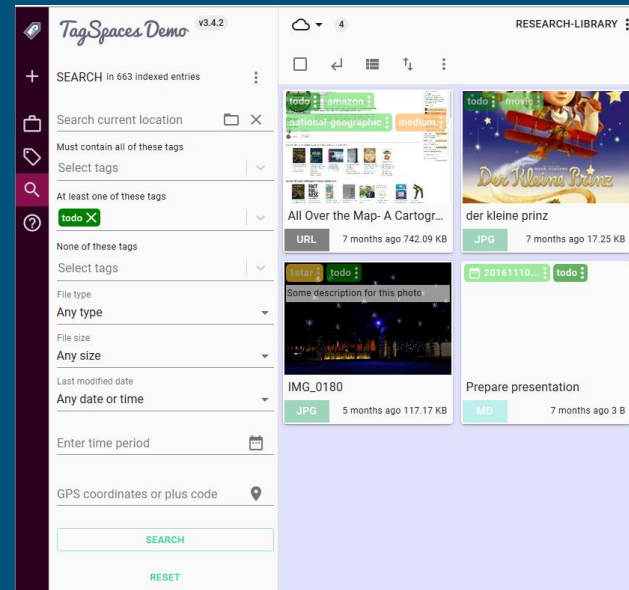 TagSpaces Demo v3.4.2
SEARCH in 663 indexed entries
Search current location
Must contain all of these tags
Select tags
At least one of these tags
todo
None of these tags
Select tags
File type
Any type
File size
Any size
Last modified date
Any date or time
Enter time period
GPS coordinates or plus code
SEARCH
RESET
4
RESEARCH-LIBRARY
todo amazon
national-geographic medium
All Over the Map- A Cartogr...
URL 7 months ago 742.09 KB
todo movie
Der Kleine Prinz
der kleine prinz
JPG 7 months ago 17.25 KB
1star todo
Some description for this photo
IMG_0180
JPG 5 months ago 117.17 KB
20161110... todo
Prepare presentation
MD 7 months ago 3 B